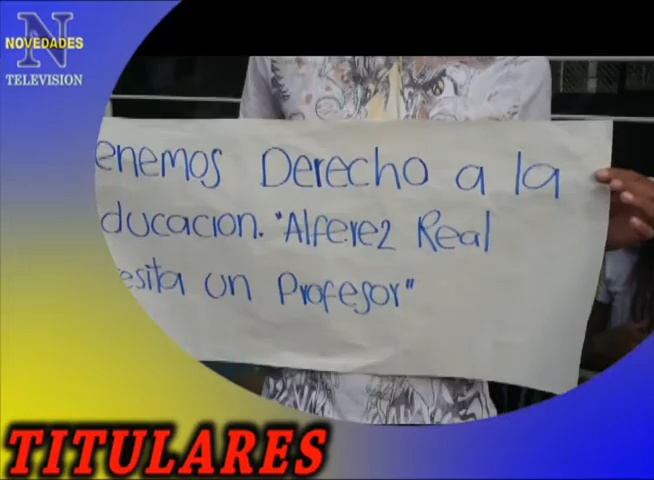 N
NOVEDADES
TELEVISION
enemos Derecho a la
ducacion. "Alferez Real
esita un Profesor"
TITULARES